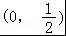 (0, 1/2)